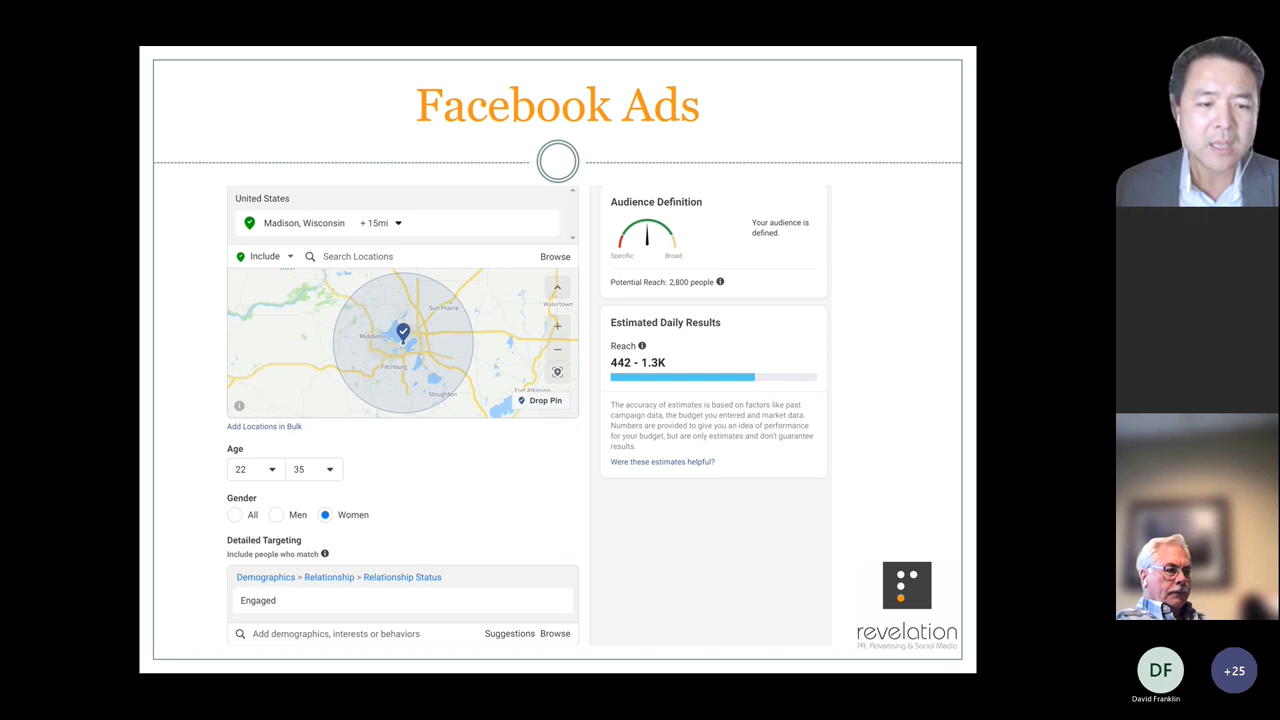 Facebook Ads
United States
Madison, Wisconsin + 15mi
Include Search Locations Browse
Watertown
Sun Prairie
Middleton
Fitchburg
Stoughton
Fort Atkinson
Drop Pin
Add Locations in Bulk
Age
22 35
Gender
All Men Women
Detailed Targeting
Include people who match
Demographics > Relationship > Relationship Status
Engaged
Add demographics, interests or behaviors Suggestions Browse
Audience Definition
Your audience is
defined.
Specific Broad
Potential Reach: 2,800 people
Estimated Daily Results
Reach
442 - 1.3K
The accuracy of estimates is based on factors like past
campaign data, the budget you entered and market data.
Numbers are provided to give you an idea of performance
for your budget, but are only estimates and don't guarantee
results.
Were these estimates helpful?
revelation
PR, Advertising & Social Media
DF
David Franklin
+25